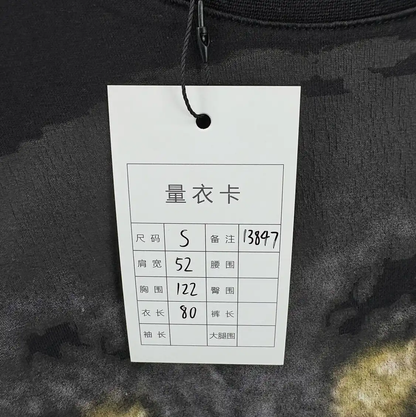 量衣卡
尺码 S 备注 13847
肩宽 52 腰围
胸围 122 臀围
衣长 80 裤长
袖长 大腿围